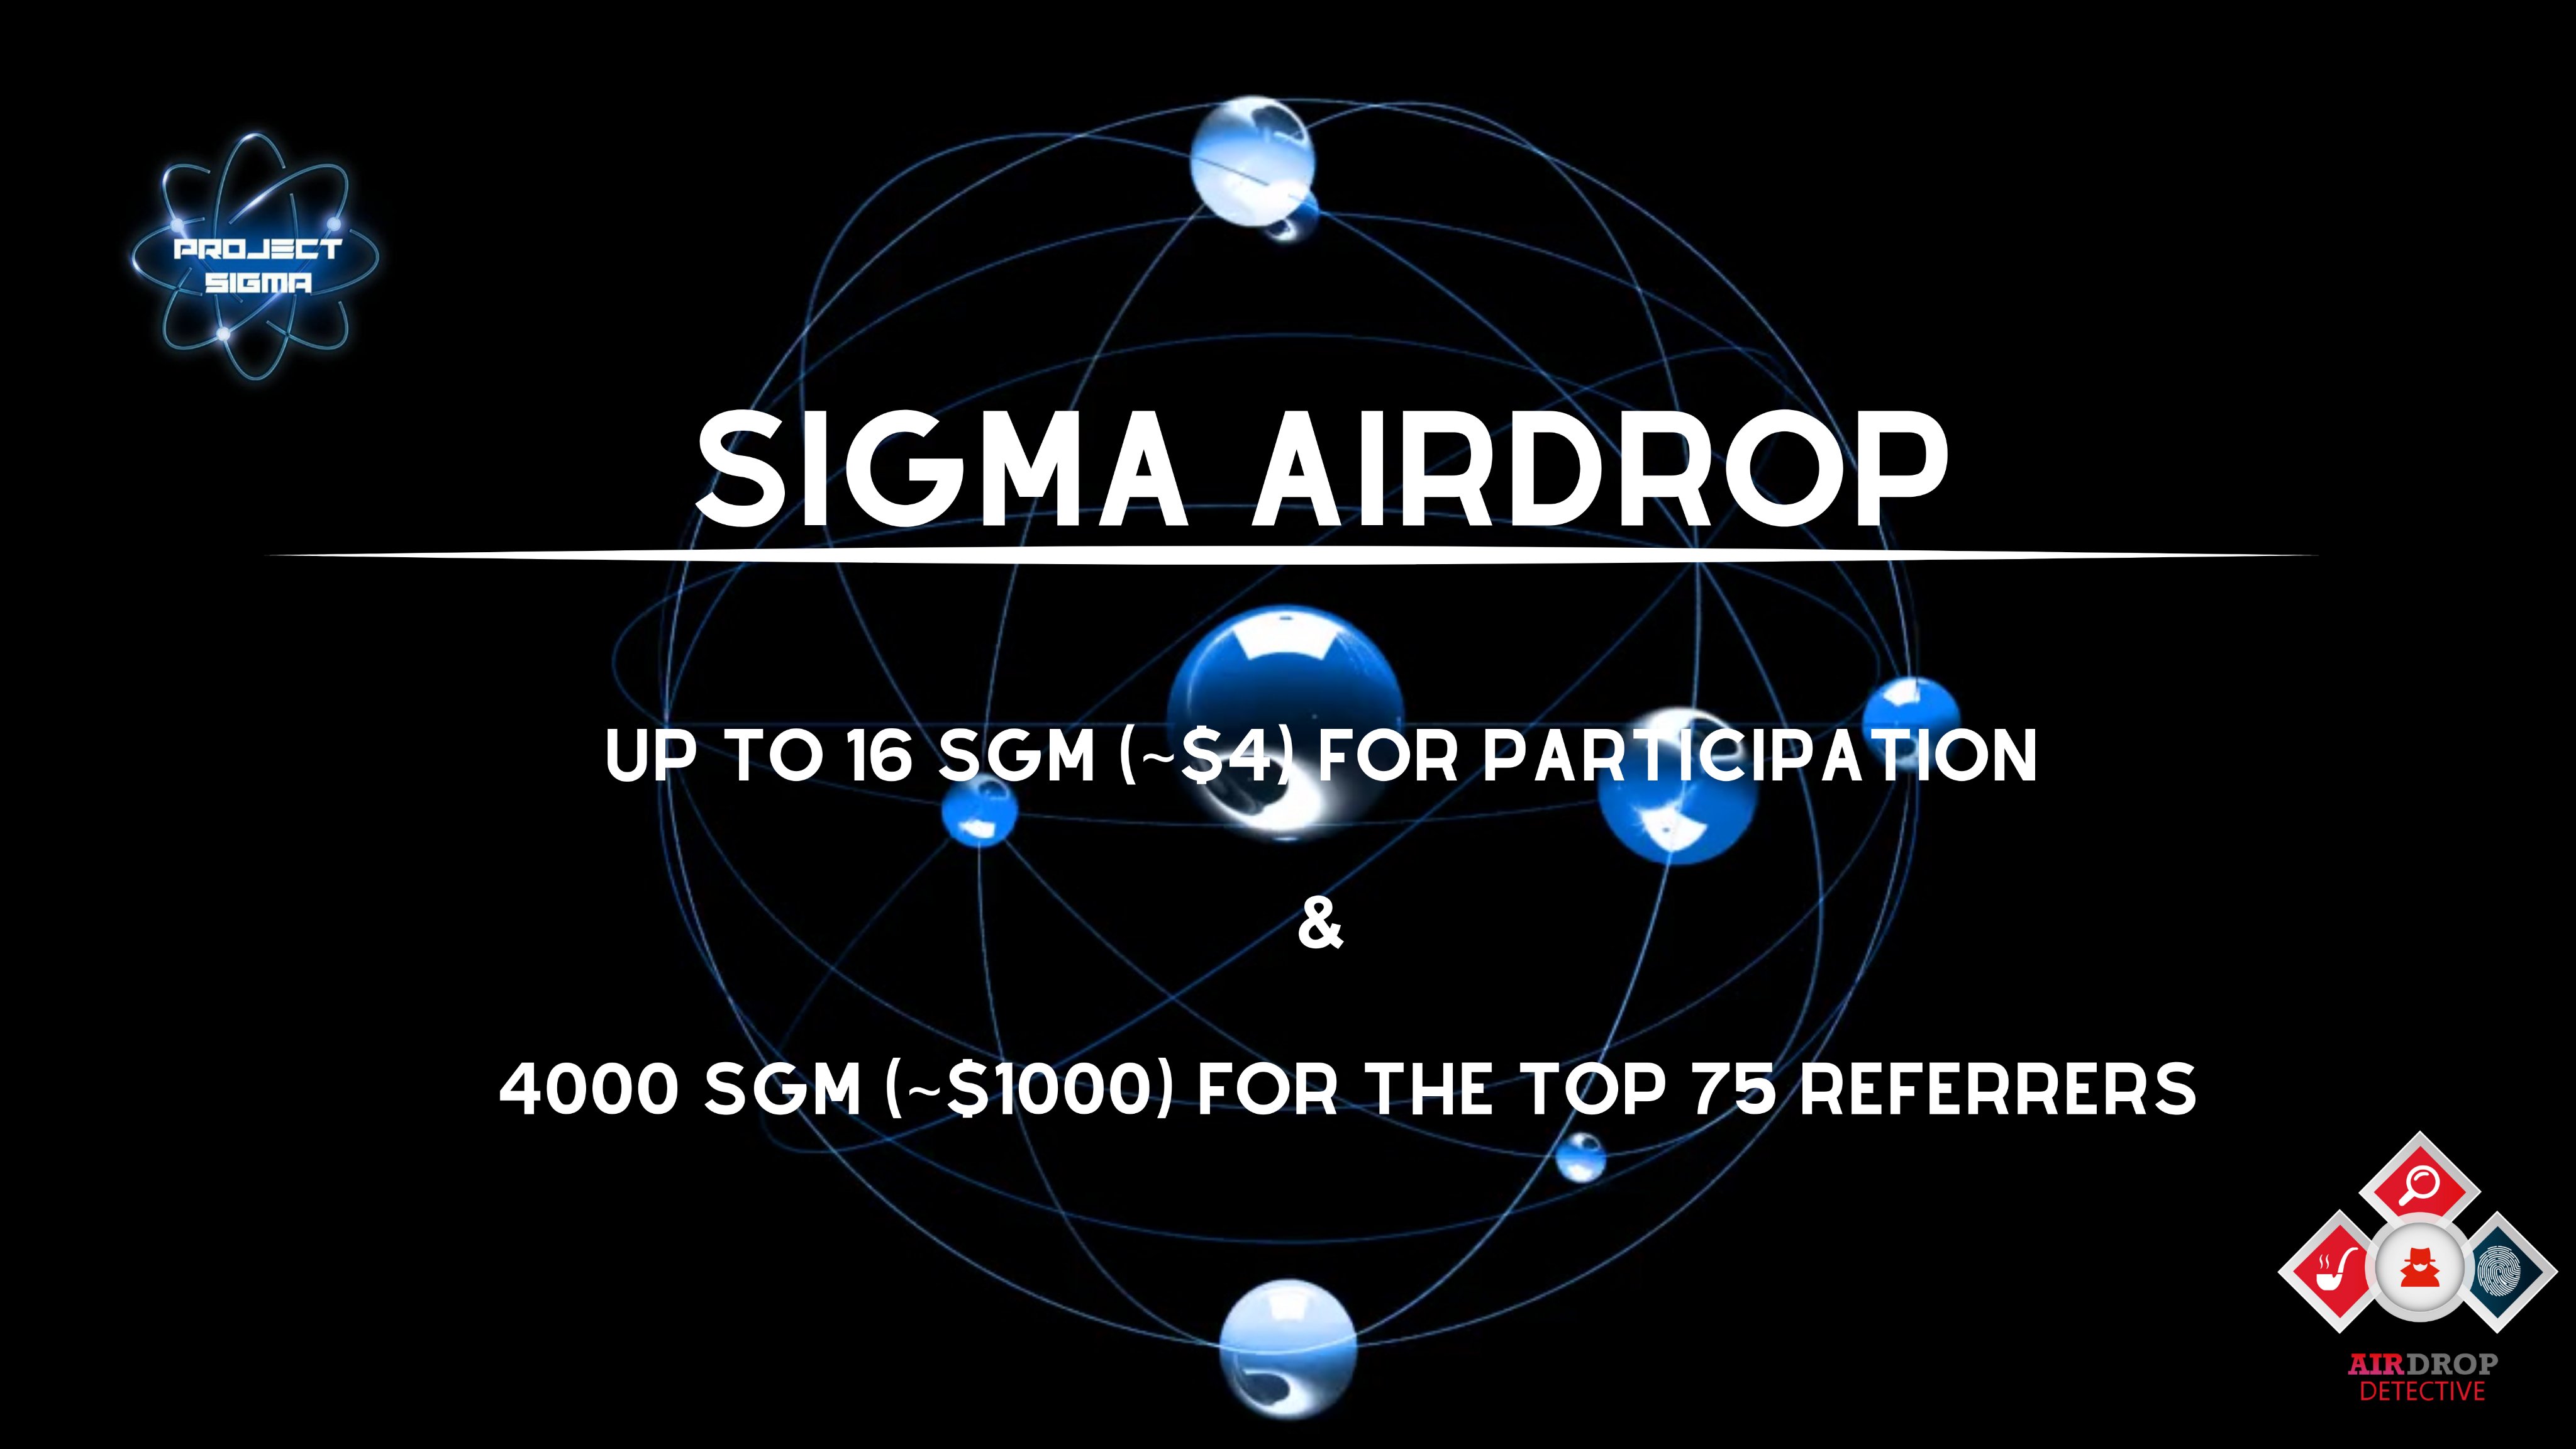 PROJECT
SIGMA
SIGMA AIRDROP
UP TO 16 SGM (~$4) FOR PARTICIPATION
&
4000 SGM (~$1000) FOR THE TOP 75 REFERRERS
AIRDROP
DETECTIVE